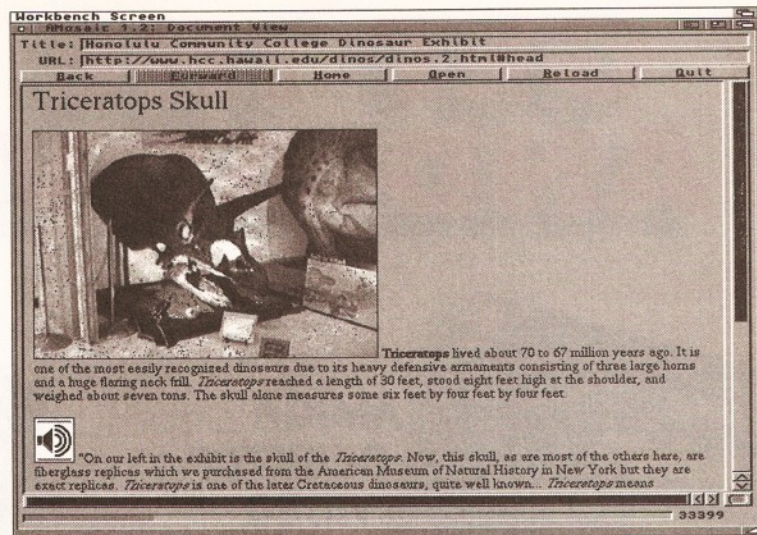 Workbench Screen
AMosaic 1.2: Document View
Title: Honolulu Community College Dinosaur Exhibit
URL: http://www.hcc.hawaii.edu/dinos/dinos.2.html#head
Back Forward Home Open Reload Quit
Triceratops Skull
Triceratops lived about 70 to 67 million years ago. It is
one of the most easily recognized dinosaurs due to its heavy defensive armaments consisting of three large horns
and a huge flaring neck frill. Triceratops reached a length of 30 feet, stood eight feet high at the shoulder, and
weighed about seven tons. The skull alone measures some six feet by four feet by four feet.
"On our left in the exhibit is the skull of the Triceratops. Now, this skull, as are most of the others here, are
fiberglass replicas which we purchased from the American Museum of Natural History in New York but they are
exact replicas. Triceratops is one of the later Cretaceous dinosaurs, quite well known... Triceratops means
33399